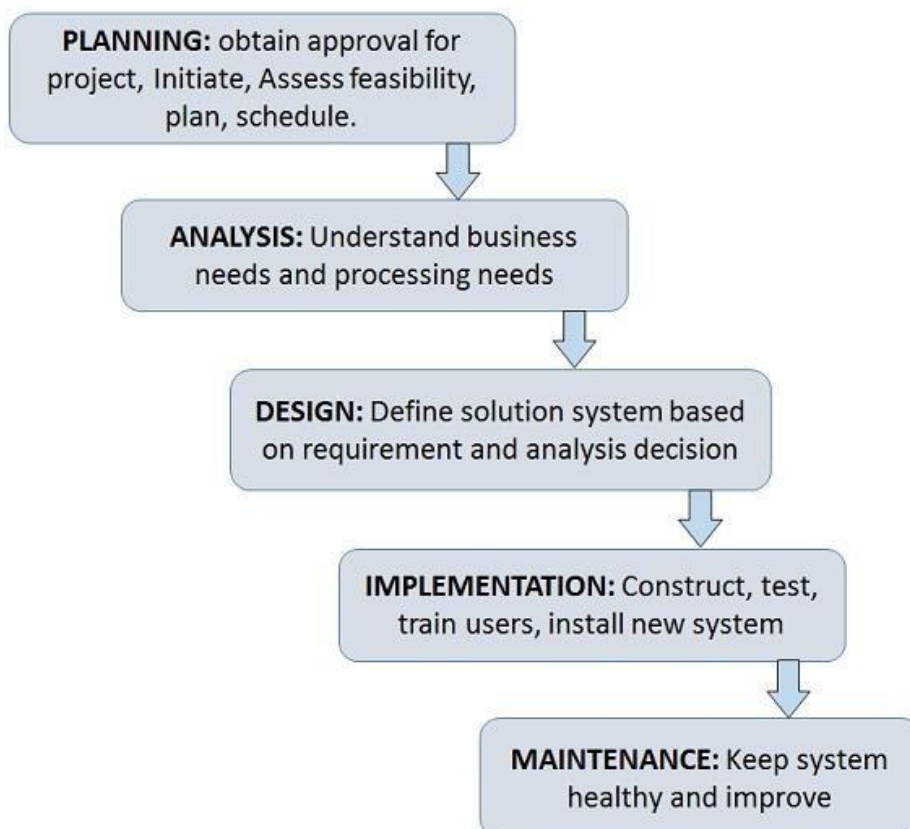 PLANNING: obtain approval for
project, Initiate, Assess feasibility,
plan, schedule.
ANALYSIS: Understand business
needs and processing needs
DESIGN: Define solution system based
on requirement and analysis decision
IMPLEMENTATION: Construct, test,
train users, install new system
MAINTENANCE: Keep system
healthy and improve